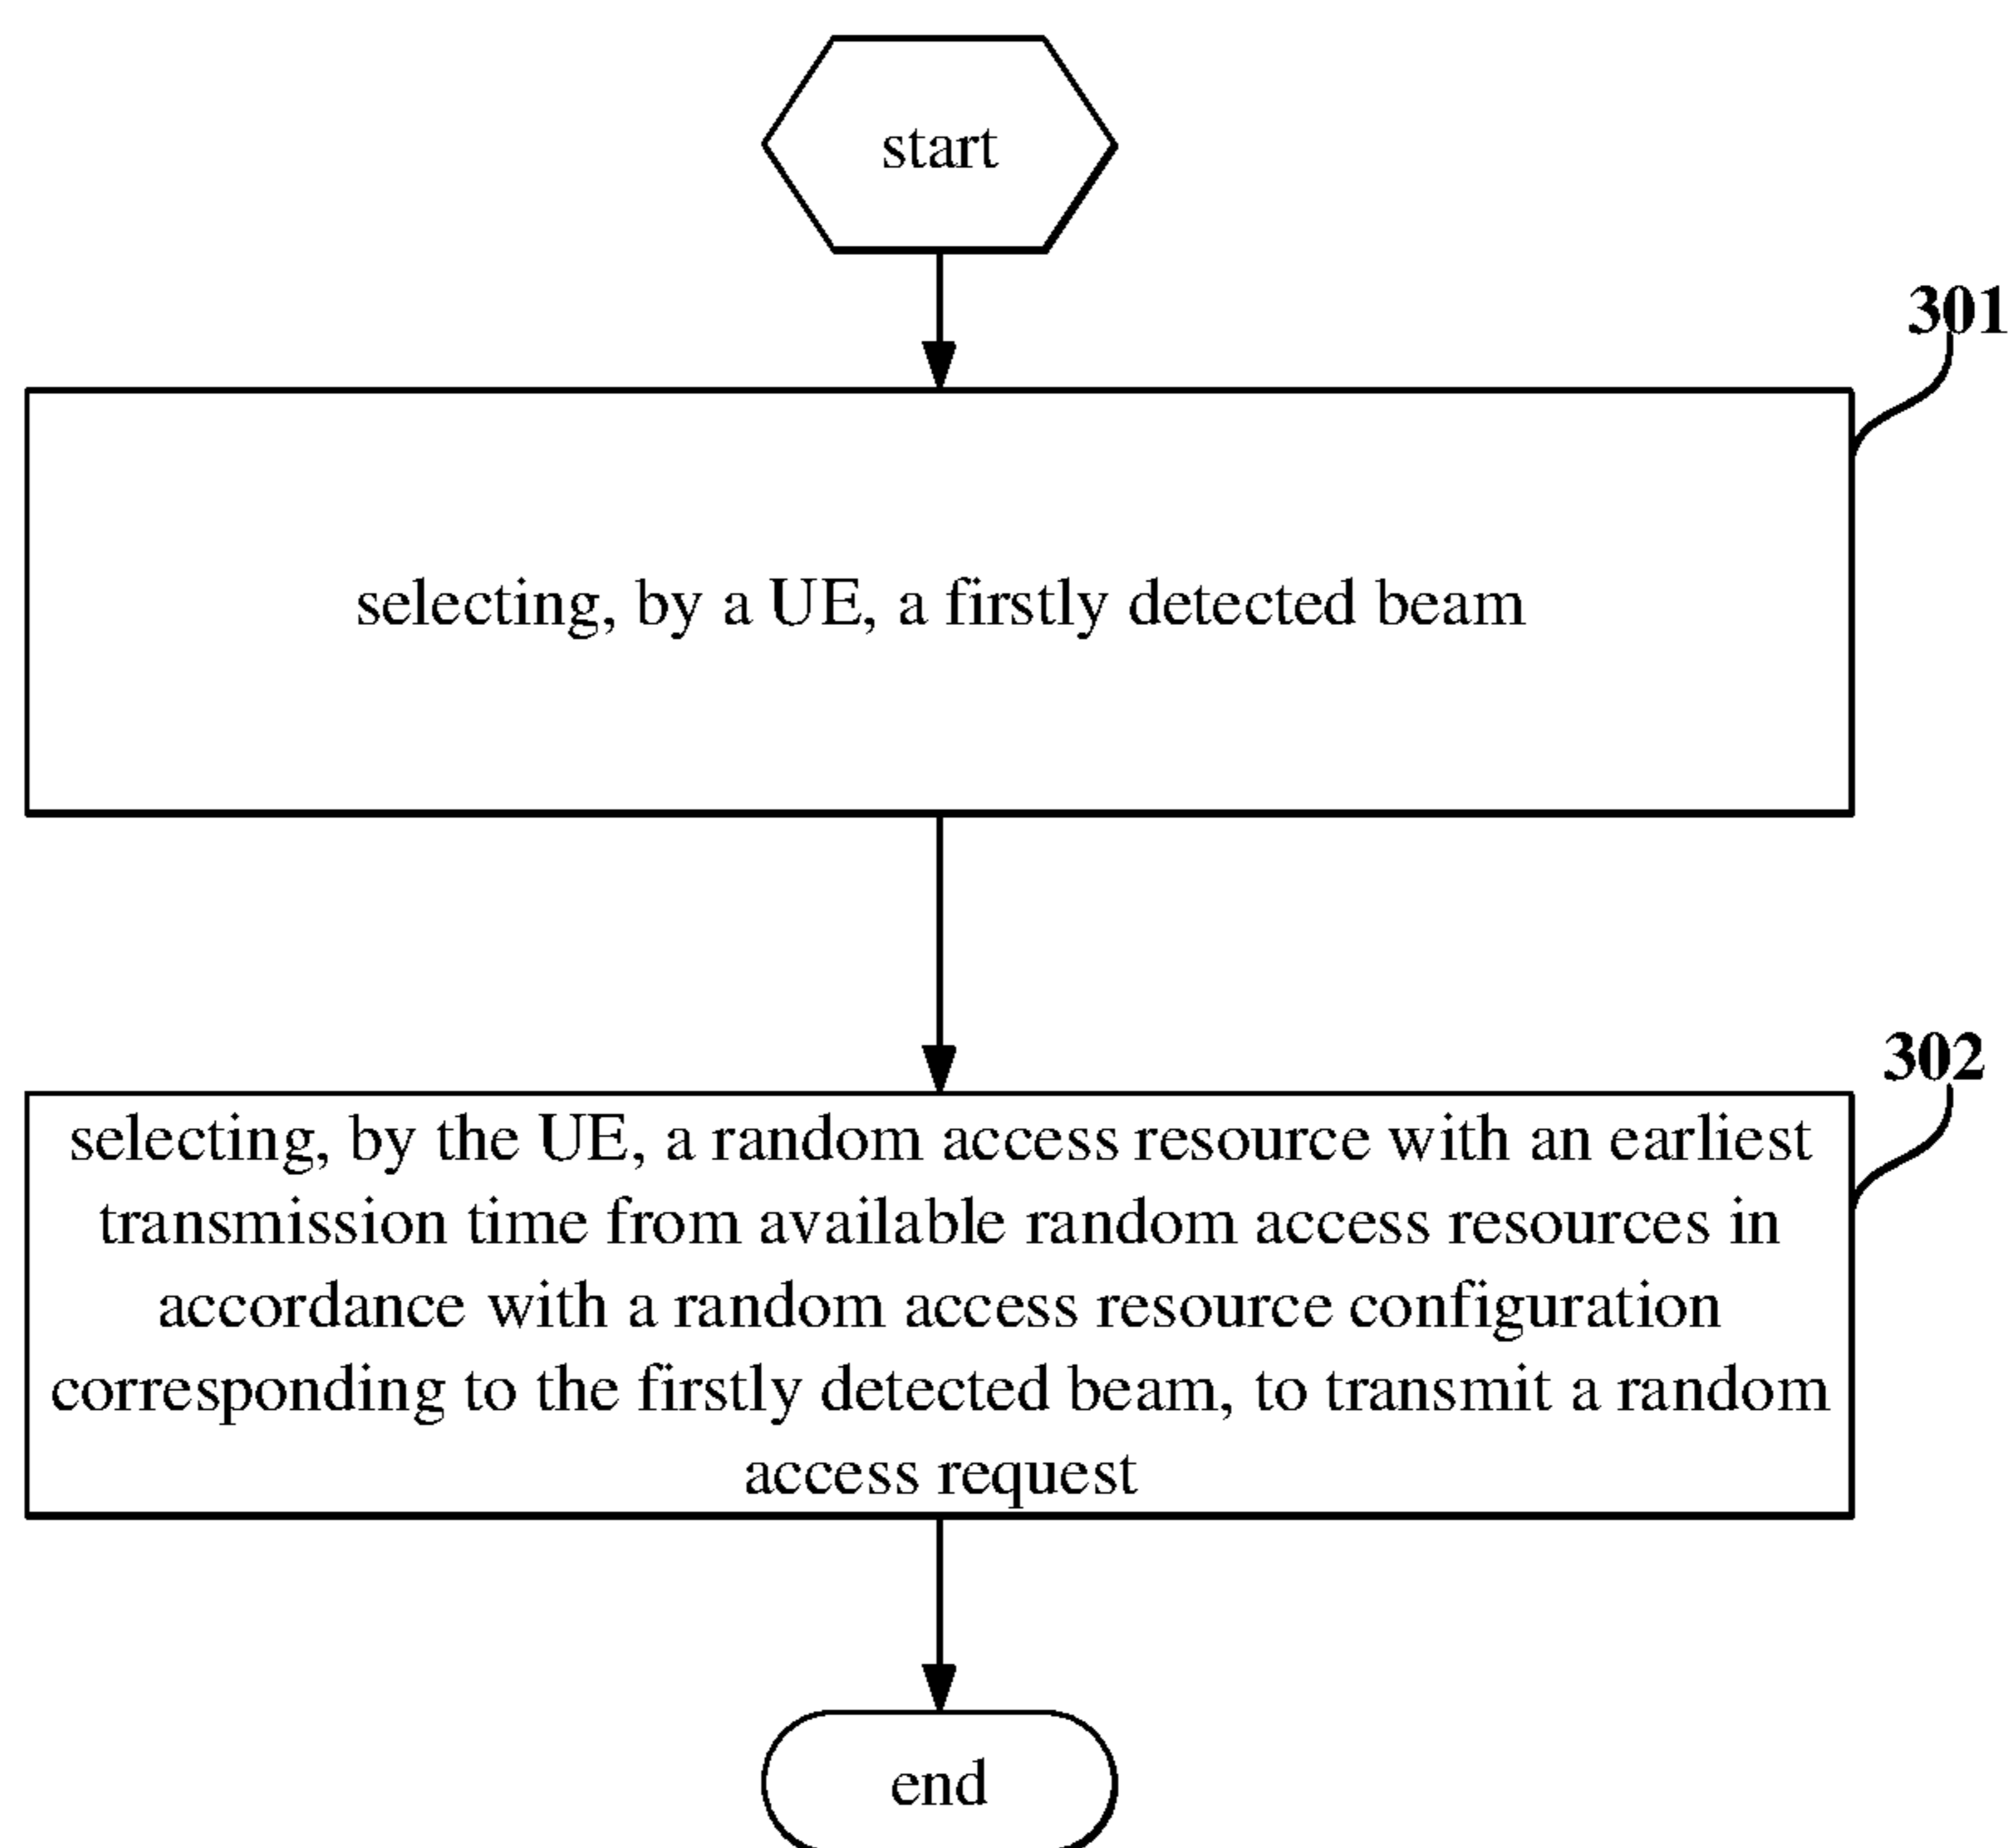 start
301
selecting, by a UE, a firstly detected beam
302
selecting, by the UE, a random access resource with an earliest
transmission time from available random access resources in
accordance with a random access resource configuration
corresponding to the firstly detected beam, to transmit a random
access request
end